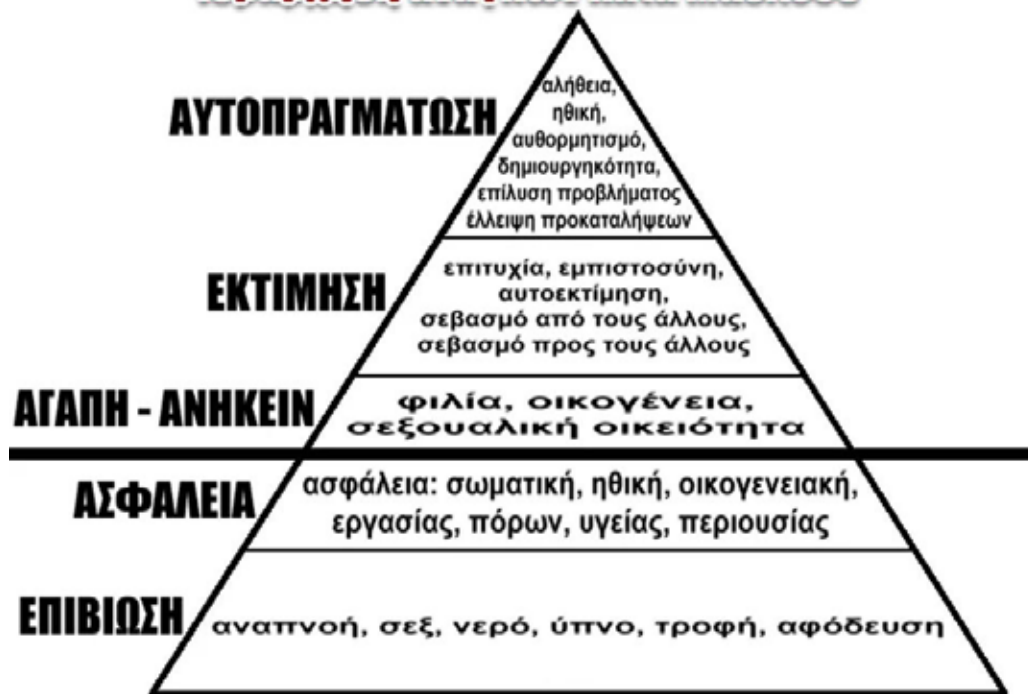 ΑΥΤΟΠΡΑΓΜΑΤΩΣΗ
αλήθεια,
ηθική,
αυθορμητισμό,
δημιουργηκότητα,
επίλυση προβλήματος
έλλειψη προκαταλήψεων
ΕΚΤΙΜΗΣΗ
επιτυχία, εμπιστοσύνη,
αυτοεκτίμηση,
σεβασμό από τους άλλους,
σεβασμό προς τους άλλους
ΑΓΑΠΗ - ΑΝΗΚΕΙΝ
φιλία, οικογένεια,
σεξουαλική οικειότητα
ΑΣΦΑΛΕΙΑ
ασφάλεια: σωματική, ηθική, οικογενειακή,
εργασίας, πόρων, υγείας, περιουσίας
ΕΠΙΒΙΩΣΗ
αναπνοή, σεξ, νερό, ύπνο, τροφή, αφόδευση